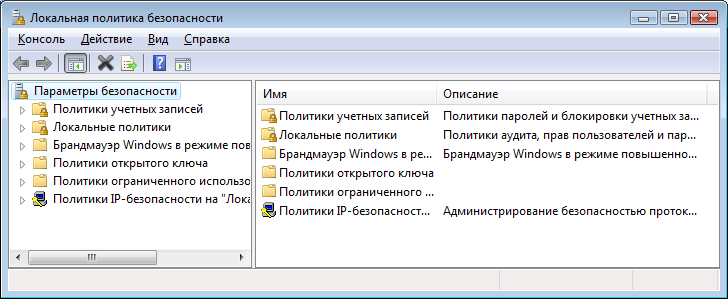 Локальная политика безопасности
Консоль Действие Вид Справка
Параметры безопасности
Политики учетных записей
Локальные политики
Брандмауэр Windows в режиме пов
Политики открытого ключа
Политики ограниченного использо
Политики IP-безопасности на "Лока
Имя Описание
Политики учетных записей Политики паролей и блокировки учетных за...
Локальные политики Политики аудита, прав пользователей и пар...
Брандмауэр Windows в ре... Брандмауэр Windows в режиме повышенно...
Политики открытого ключа
Политики ограниченного ...
Политики IP-безопасност... Администрирование безопасностью проток...